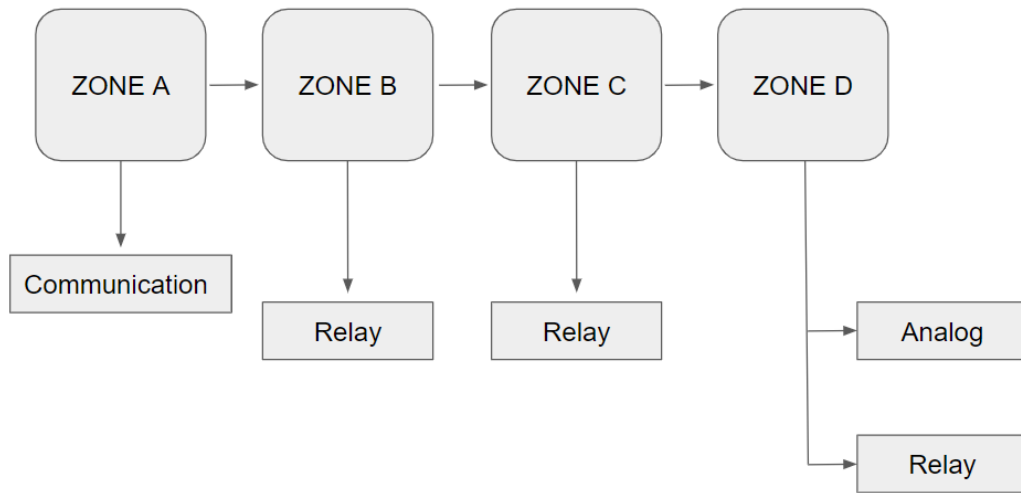 ZONE A
ZONE B
ZONE C
ZONE D
Communication
Relay
Relay
Analog
Relay